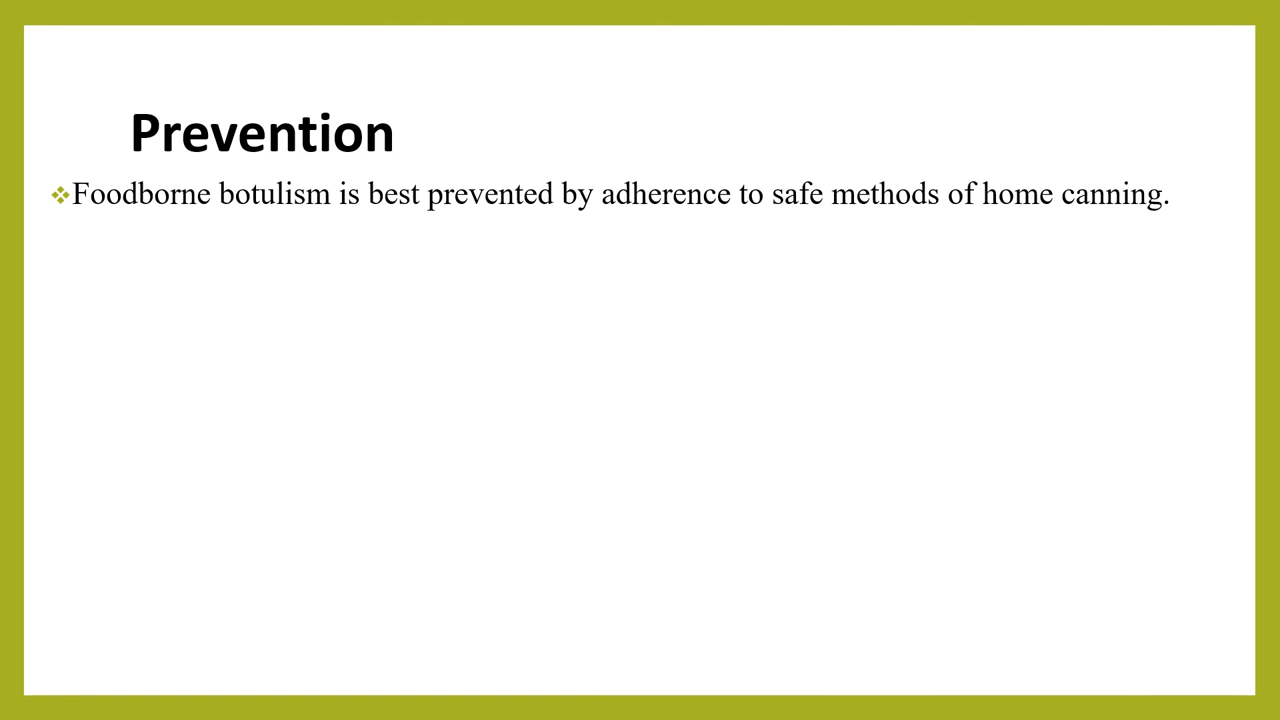 Prevention
❖Foodborne botulism is best prevented by adherence to safe methods of home canning.